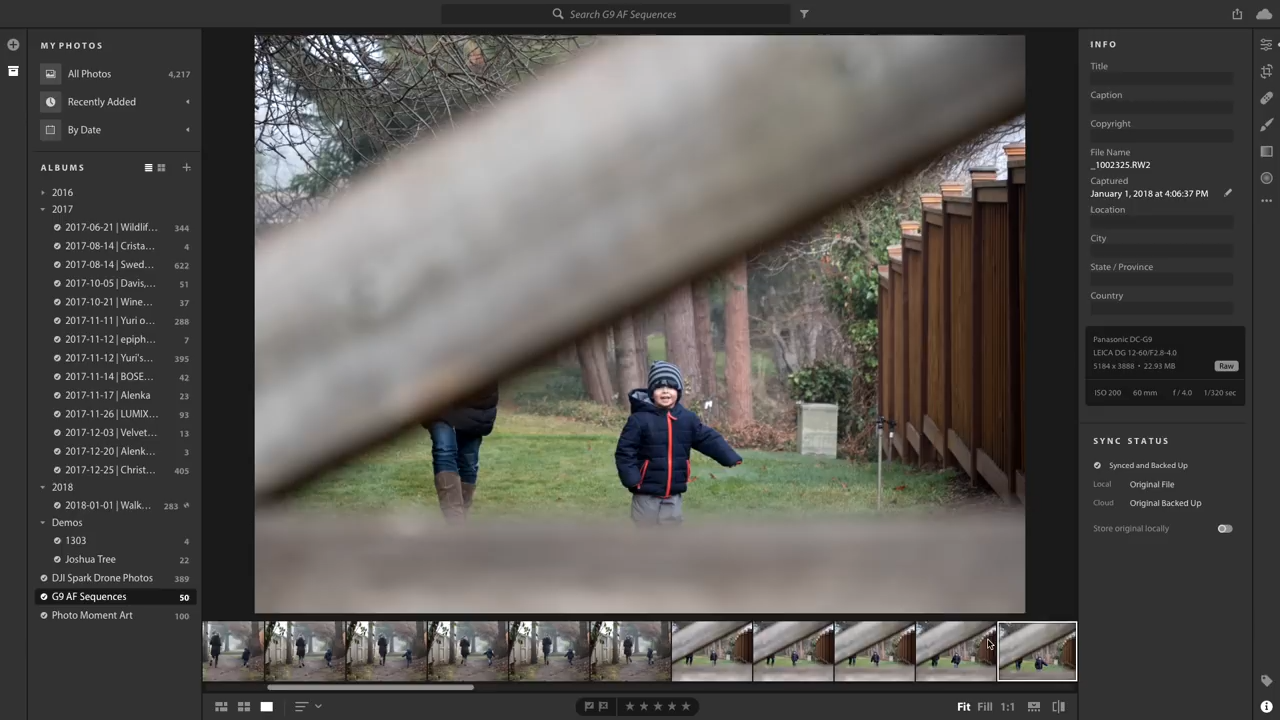 Search G9 AF Sequences
MY PHOTOS
All Photos 4,217
Recently Added
By Date
ALBUMS
2016
2017
2017-06-21 | Wildlif... 344
2017-08-14 | Crista... 4
2017-08-14 | Swed... 622
2017-10-05 | Davis,... 51
2017-10-21 | Wine... 37
2017-11-11 | Yuri o... 288
2017-11-12 | epiph... 7
2017-11-12 | Yuri's... 395
2017-11-14 | BOSE... 42
2017-11-17 | Alenka 23
2017-11-26 | LUMIX... 93
2017-12-03 | Velvet... 13
2017-12-20 | Alenk... 3
2017-12-25 | Christ... 405
2018
2018-01-01 | Walk... 283
Demos
1303 4
Joshua Tree 22
DJI Spark Drone Photos 389
G9 AF Sequences 50
Photo Moment Art 100
INFO
Title
Caption
Copyright
File Name
_1002325.RW2
Captured
January 1, 2018 at 4:06:37 PM
Location
City
State / Province
Country
Panasonic DC-G9
LEICA DG 12-60/F2.8-4.0
5184 x 3888 • 22.93 MB Raw
ISO 200 60 mm f / 4.0 1/320 sec
SYNC STATUS
Synced and Backed Up
Local Original File
Cloud Original Backed Up
Store original locally
Fit Fill 1:1